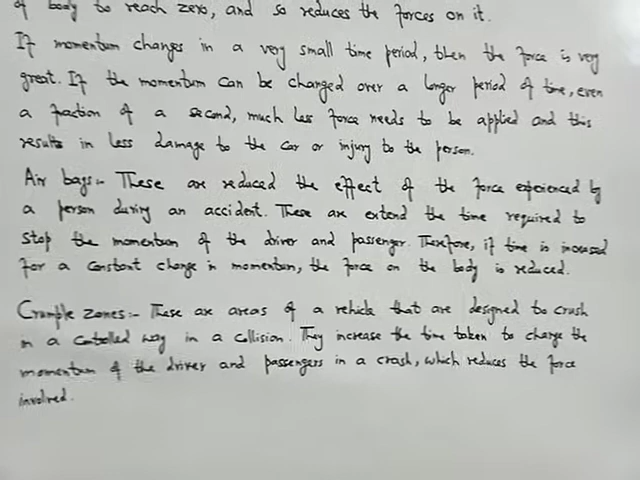 of body to reach zero, and so reduces the forces on it.
If momentum changes in a very small time period, then the force is very
great. If the momentum can be changed over a longer period of time, even
a fraction of a second, much less force needs to be applied and this
results in less damage to the car or injury to the person.
Air bags:- These are reduced the effect of the force experienced by
a person during an accident. These are extend the time required to
stop the momentum of the driver and passenger. Therefore, if time is increased
for a constant change in momentum, the force on the body is reduced.
Crumple zones:- These are areas of a vehicle that are designed to crush
in a controlled way in a collision. They increase the time taken to change the
momentum of the driver and passengers in a crash, which reduces the force
involved.